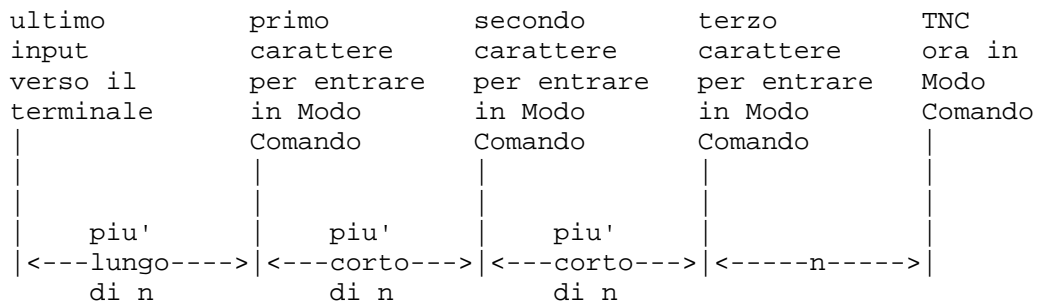 ultimo          primo           secondo         terzo           TNC
input           carattere       carattere       carattere       ora in
verso il        per entrare     per entrare     per entrare     Modo
terminale       in Modo         in Modo         in Modo         Comando
|               Comando         Comando         Comando         |
|               |               |               |               |
|               |               |               |               |
|     piu'      |     piu'      |     piu'      |               |
|<---lungo---->|<---corto--->|<---corto--->|<-----n----->|
      di n            di n            di n